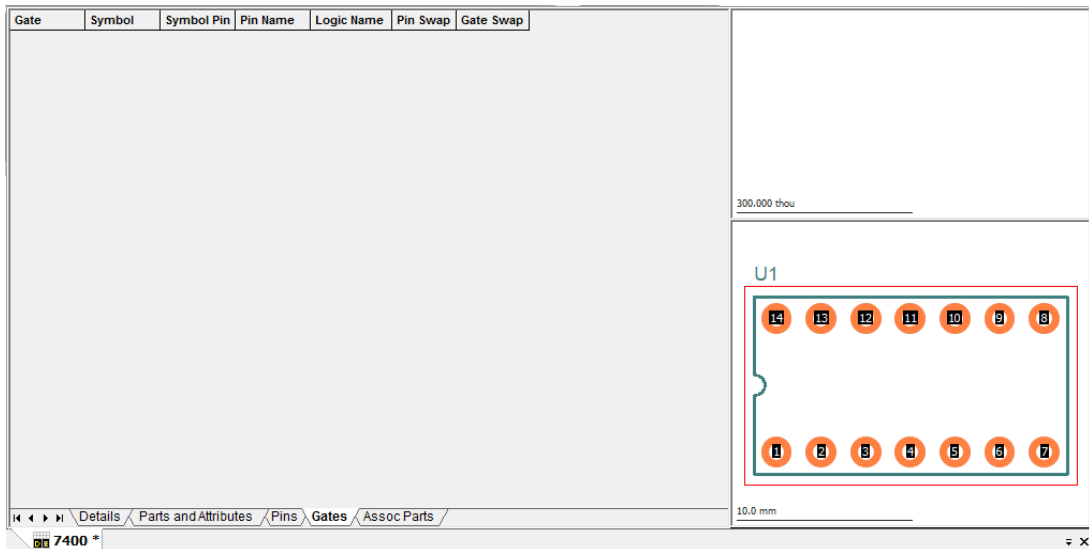 Gate Symbol Symbol Pin Pin Name Logic Name Pin Swap Gate Swap
300.000 thou
U1
14 13 12 11 10 9 8
1 2 3 4 5 6 7
10.0 mm
Details Parts and Attributes Pins Gates Assoc Parts
7400 *